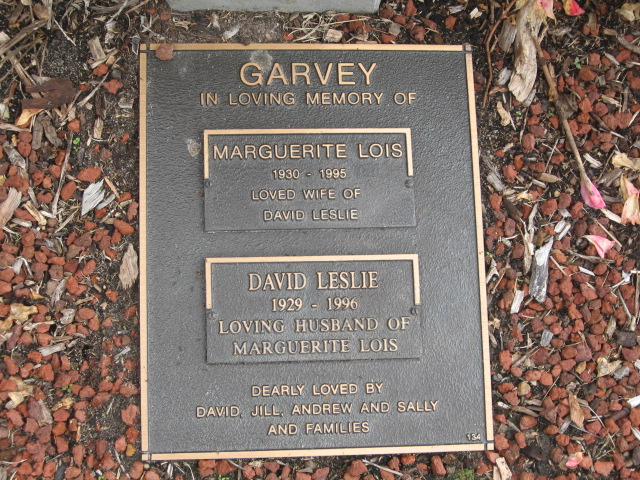 GARVEY
IN LOVING MEMORY OF
MARGUERITE LOIS
1930 - 1995
LOVED WIFE OF
DAVID LESLIE
DAVID LESLIE
1929 - 1996
LOVING HUSBAND OF
MARGUERITE LOIS
DEARLY LOVED BY
DAVID, JILL, ANDREW AND SALLY
AND FAMILIES
134